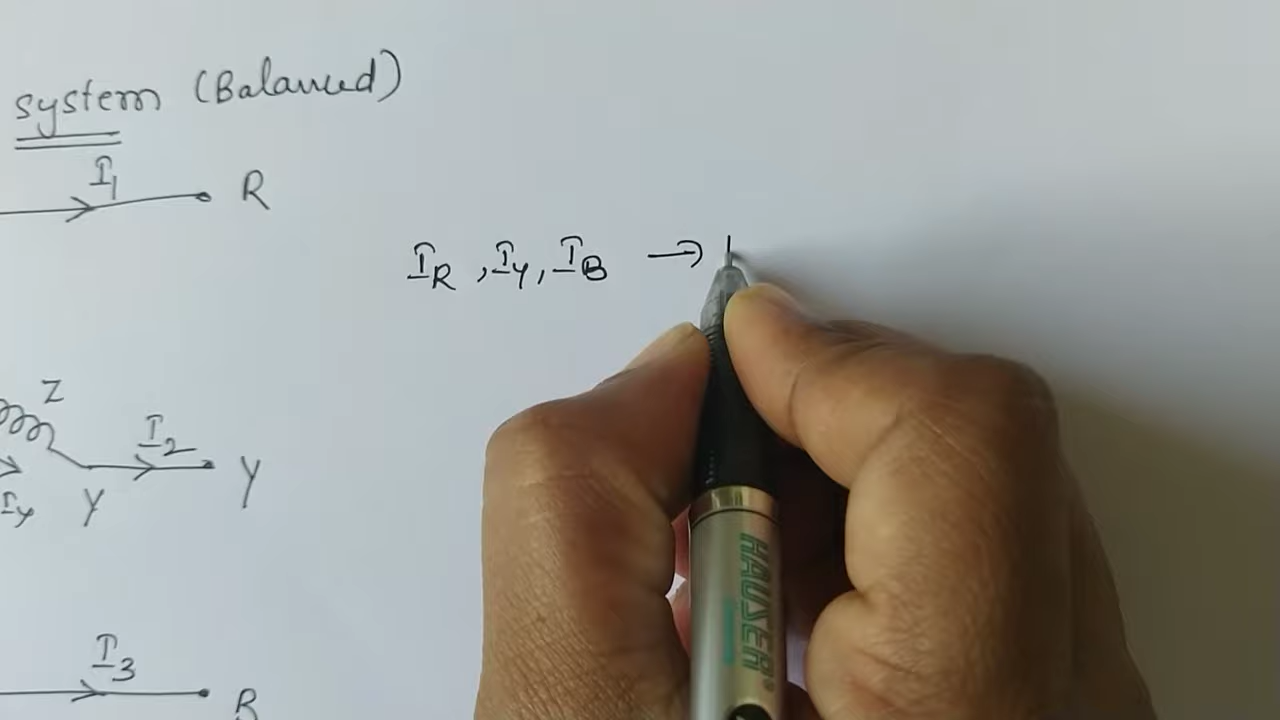 system (Balanced)
I1 R
IR , IY, IB →
Z
I2
Y
IY Y
I3
B
HAUSER